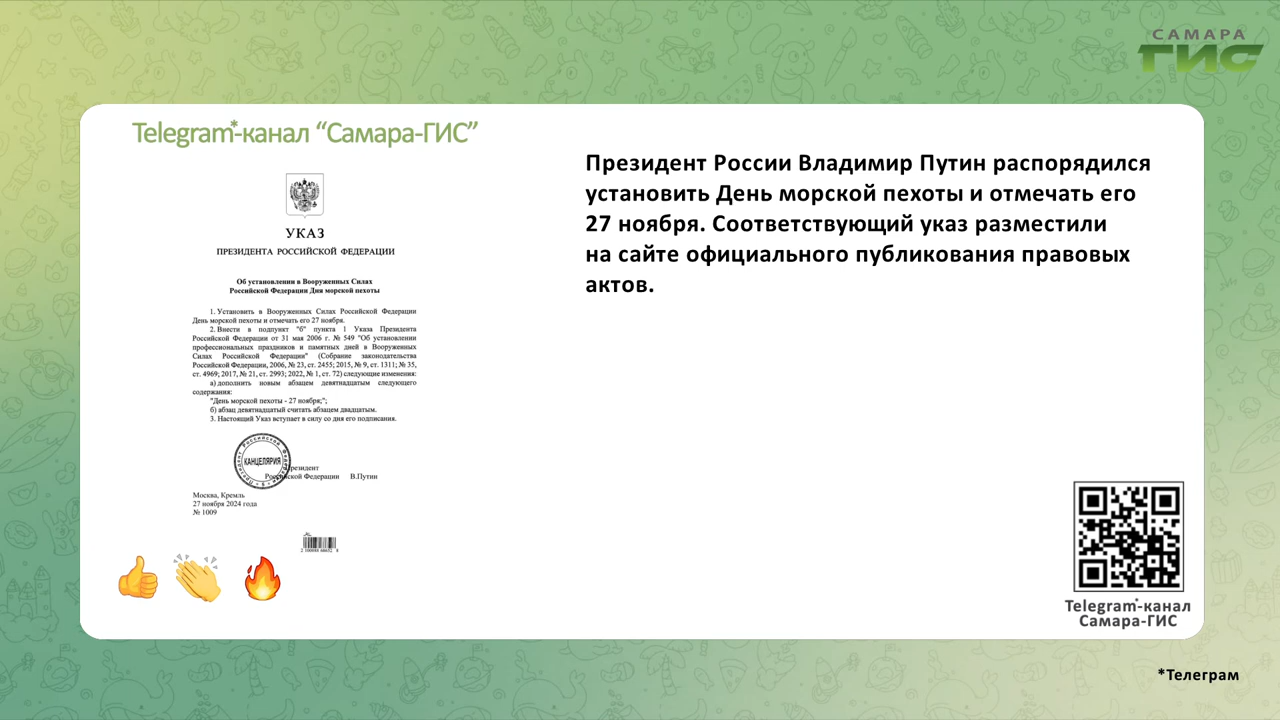 САМАРА
ГИС
Telegram*-канал “Самара-ГИС”
УКАЗ
ПРЕЗИДЕНТА РОССИЙСКОЙ ФЕДЕРАЦИИ
Об установлении в Вооруженных Силах
Российской Федерации Дня морской пехоты
1. Установить в Вооруженных Силах Российской Федерации
День морской пехоты и отмечать его 27 ноября.
2. Внести в подпункт "б" пункта 1 Указа Президента
Российской Федерации от 31 мая 2006 г. № 549 "Об установлении
профессиональных праздников и памятных дней в Вооруженных
Силах Российской Федерации" (Собрание законодательства
Российской Федерации, 2006, № 23, ст. 2455; 2015, № 9, ст. 1311; № 35,
ст. 4969; 2017, № 21, ст. 2993; 2022, № 1, ст. 72) следующие изменения:
а) дополнить новым абзацем девятнадцатым следующего
содержания:
"День морской пехоты - 27 ноября;";
б) абзац девятнадцатый считать абзацем двадцатым.
3. Настоящий Указ вступает в силу со дня его подписания.
КАНЦЕЛЯРИЯ
Президент
Российской Федерации В.Путин
Москва, Кремль
27 ноября 2024 года
№ 1009
Президент России Владимир Путин распорядился
установить День морской пехоты и отмечать его
27 ноября. Соответствующий указ разместили
на сайте официального публикования правовых
актов.
Telegram*-канал
Самара-ГИС
*Телеграм